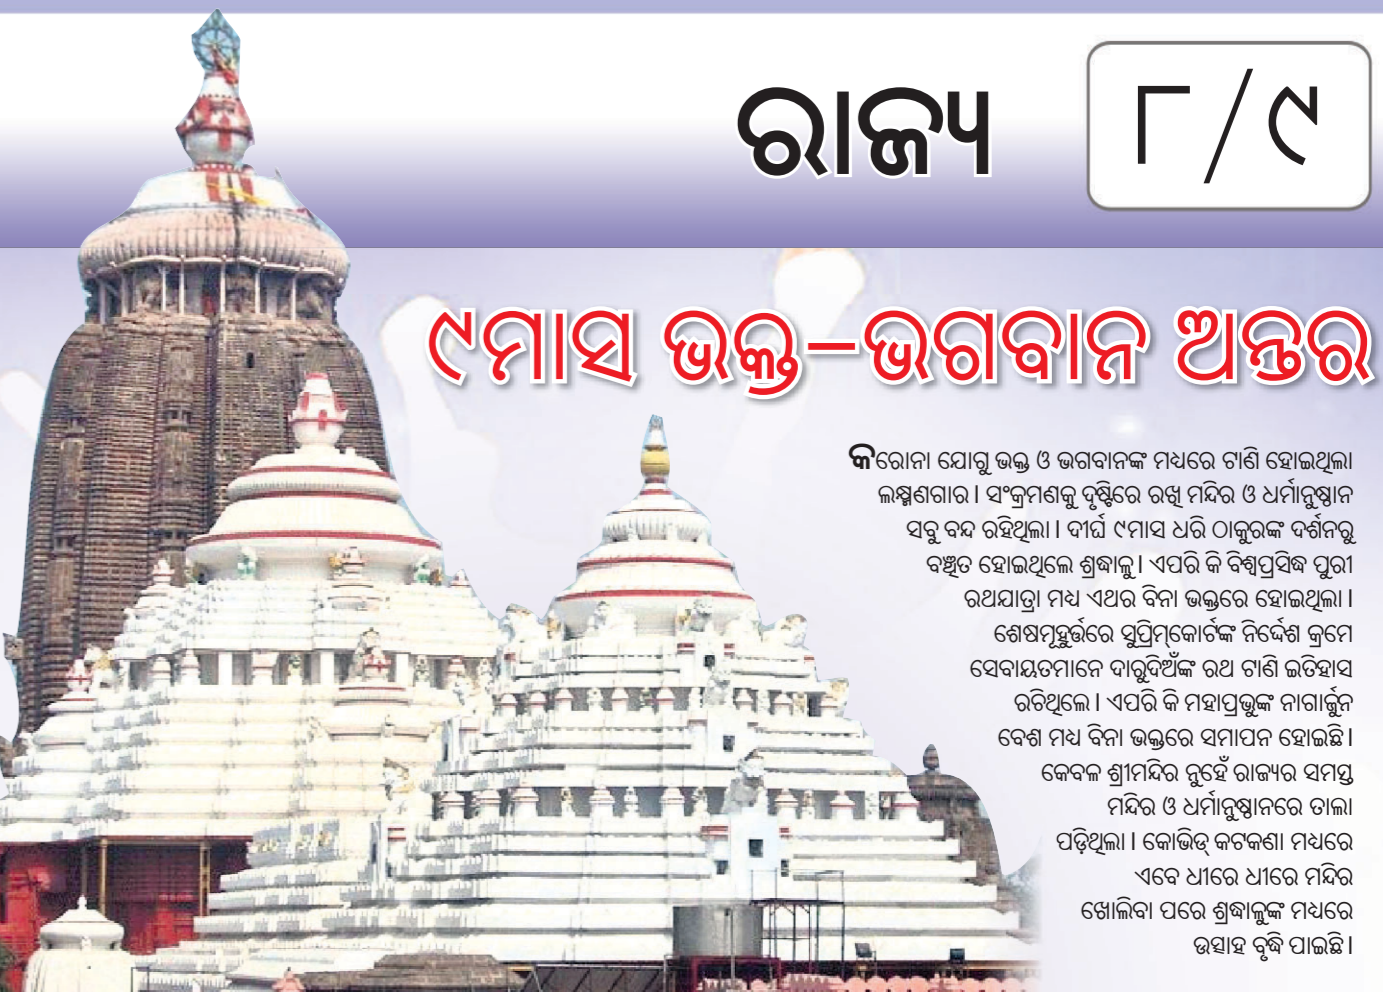 ରାଜ୍ୟ
୮/୯
୯ମାସ ଭକ୍ତ-ଭଗବାନ ଅନ୍ତର
କରୋନା ଯୋଗୁ ଭକ୍ତ ଓ ଭଗବାନଙ୍କ ମଧ୍ୟରେ ଟାଣି ହୋଇଥିଲା
ଲକ୍ଷ୍ମଣଗାର । ସଂକ୍ରମଣକୁ ଦୃଷ୍ଟିରେ ରଖି ମନ୍ଦିର ଓ ଧର୍ମାନୁଷ୍ଠାନ
ସବୁ ବନ୍ଦ ରହିଥିଲା । ଦୀର୍ଘ ୯ମାସ ଧରି ଠାକୁରଙ୍କ ଦର୍ଶନରୁ
ବଞ୍ଚିତ ହୋଇଥିଲେ ଶ୍ରଦ୍ଧାଳୁ । ଏପରି କି ବିଶ୍ୱପ୍ରସିଦ୍ଧ ପୁରୀ
ରଥଯାତ୍ରା ମଧ୍ୟ ଏଥର ବିନା ଭକ୍ତରେ ହୋଇଥିଲା ।
ଶେଷମୂହୁର୍ତ୍ତରେ ସୁପ୍ରିମ୍‌କୋର୍ଟଙ୍କ ନିର୍ଦ୍ଦେଶ କ୍ରମେ
ସେବାୟତମାନେ ଦାରୁଦିଅଁଙ୍କ ରଥ ଟାଣି ଇତିହାସ
ରଚିଥିଲେ । ଏପରି କି ମହାପ୍ରଭୁଙ୍କ ନାଗାର୍ଜ୍ଜୁନ
ବେଶ ମଧ୍ୟ ବିନା ଭକ୍ତରେ ସମାପନ ହୋଇଛି ।
କେବଳ ଶ୍ରୀମନ୍ଦିର ନୁହେଁ ରାଜ୍ୟର ସମସ୍ତ
ମନ୍ଦିର ଓ ଧର୍ମାନୁଷ୍ଠାନରେ ତାଲା
ପଡ଼ିଥିଲା । କୋଭିଡ୍ କଟକଣା ମଧ୍ୟରେ
ଏବେ ଧୀରେ ଧୀରେ ମନ୍ଦିର
ଖୋଲିବା ପରେ ଶ୍ରଦ୍ଧାଳୁଙ୍କ ମଧ୍ୟରେ
ଉତ୍ସାହ ବୃଦ୍ଧି ପାଇଛି ।